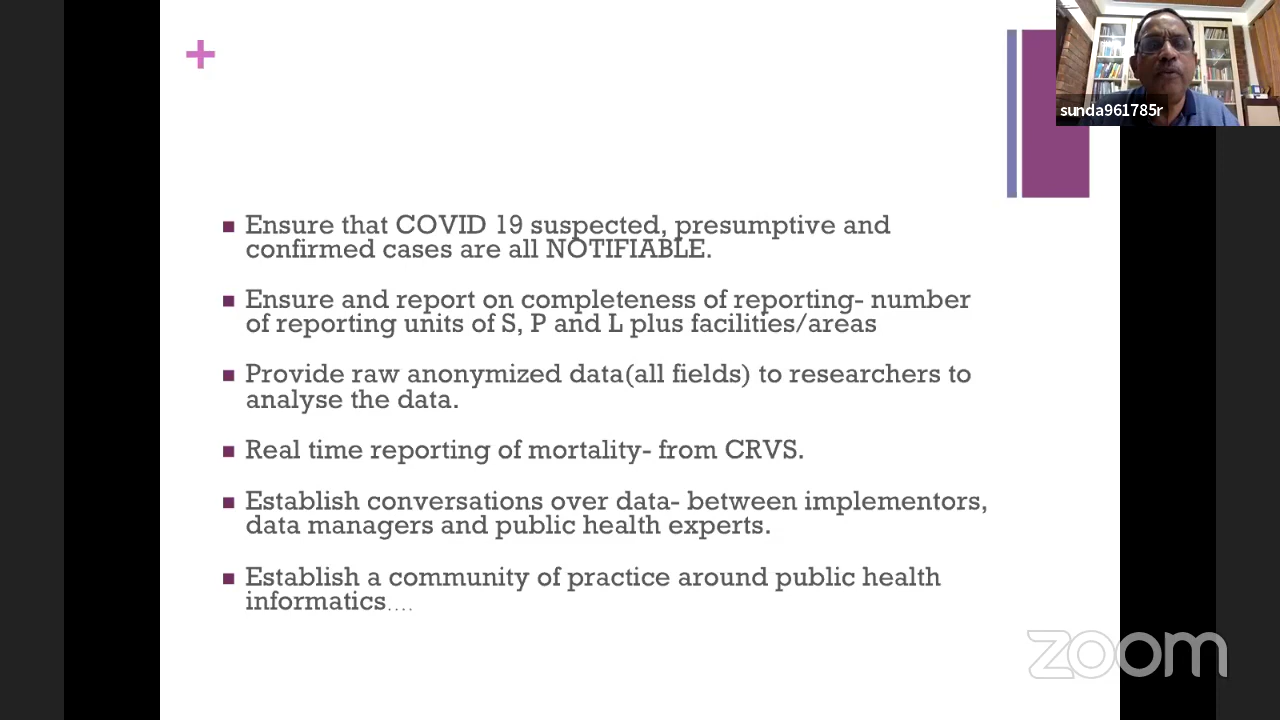 +
sunda961785r
Ensure that COVID 19 suspected, presumptive and
confirmed cases are all NOTIFIABLE.
Ensure and report on completeness of reporting- number
of reporting units of S, P and L plus facilities/areas
Provide raw anonymized data(all fields) to researchers to
analyse the data.
Real time reporting of mortality- from CRVS.
Establish conversations over data- between implementors,
data managers and public health experts.
Establish a community of practice around public health
informatics....
zoom